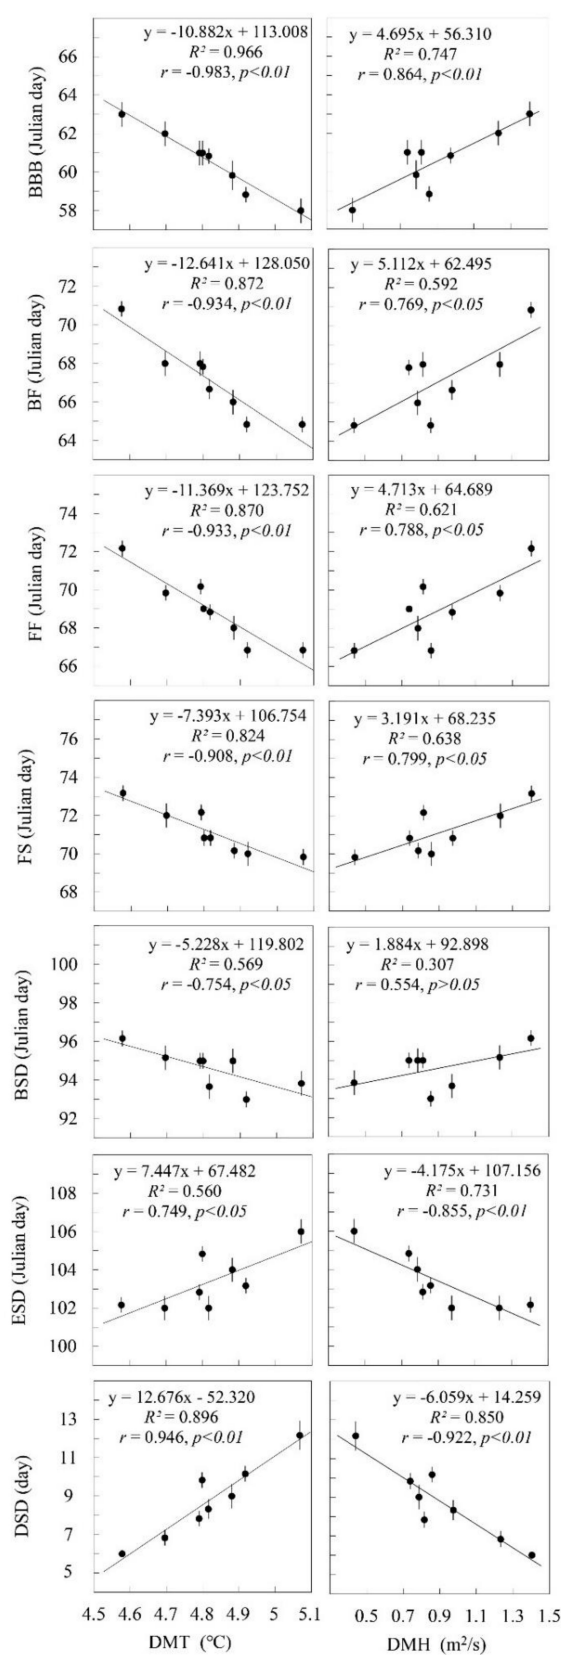 y = -10.882x + 113.008
R² = 0.966
r = -0.983, p<0.01
y = 4.695x + 56.310
R² = 0.747
r = 0.864, p<0.01
BBB (Julian day)
66
64
62
60
58
y = -12.641x + 128.050
R² = 0.872
r = -0.934, p<0.01
y = 5.112x + 62.495
R² = 0.592
r = 0.769, p<0.05
BF (Julian day)
72
70
68
66
64
y = -11.369x + 123.752
R² = 0.870
r = -0.933, p<0.01
y = 4.713x + 64.689
R² = 0.621
r = 0.788, p<0.05
FF (Julian day)
74
72
70
68
66
y = -7.393x + 106.754
R² = 0.824
r = -0.908, p<0.01
y = 3.191x + 68.235
R² = 0.638
r = 0.799, p<0.05
FS (Julian day)
76
74
72
70
68
y = -5.228x + 119.802
R² = 0.569
r = -0.754, p<0.05
y = 1.884x + 92.898
R² = 0.307
r = 0.554, p>0.05
BSD (Julian day)
100
98
96
94
92
y = 7.447x + 67.482
R² = 0.560
r = 0.749, p<0.05
y = -4.175x + 107.156
R² = 0.731
r = -0.855, p<0.01
ESD (Julian day)
108
106
104
102
100
y = 12.676x - 52.320
R² = 0.896
r = 0.946, p<0.01
y = -6.059x + 14.259
R² = 0.850
r = -0.922, p<0.01
DSD (day)
13
11
9
7
5
4.5 4.6 4.7 4.8 4.9 5.1
0.5 0.7 0.9 1.1 1.3 1.5
DMT (℃)
DMH (m²/s)